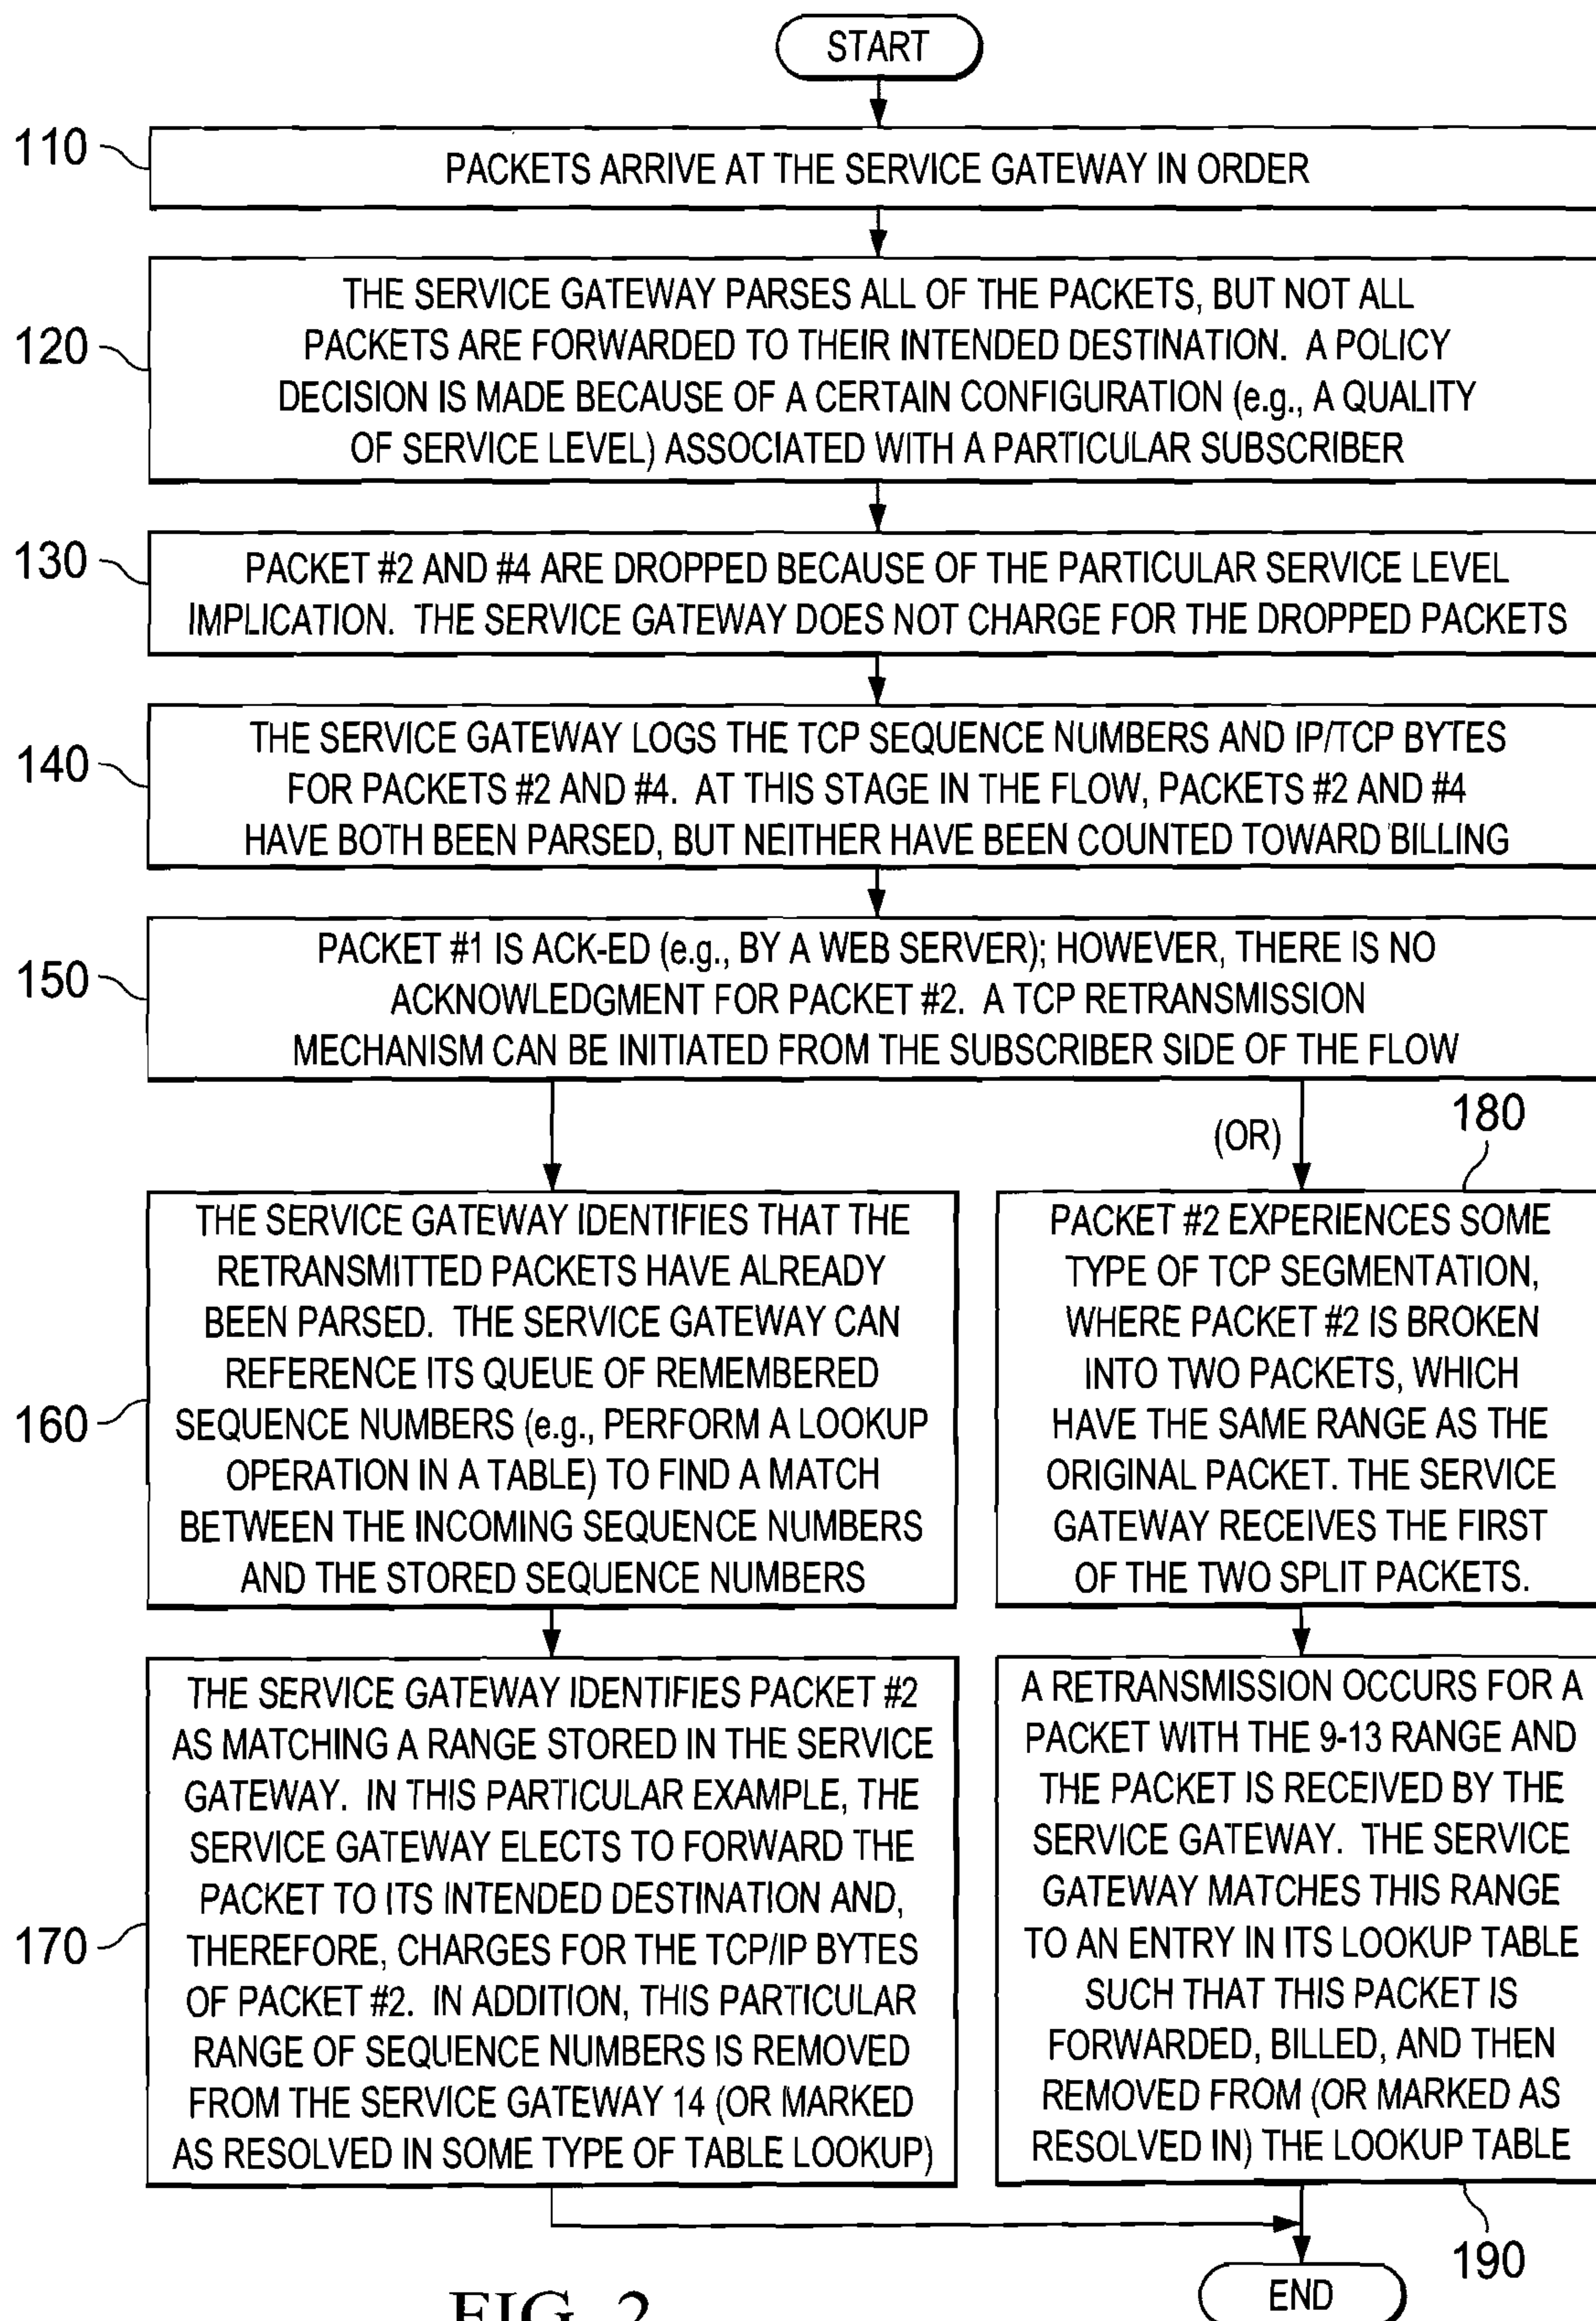 START
110
PACKETS ARRIVE AT THE SERVICE GATEWAY IN ORDER
120
THE SERVICE GATEWAY PARSES ALL OF THE PACKETS, BUT NOT ALL
PACKETS ARE FORWARDED TO THEIR INTENDED DESTINATION. A POLICY
DECISION IS MADE BECAUSE OF A CERTAIN CONFIGURATION (e.g., A QUALITY
OF SERVICE LEVEL) ASSOCIATED WITH A PARTICULAR SUBSCRIBER
130
PACKET #2 AND #4 ARE DROPPED BECAUSE OF THE PARTICULAR SERVICE LEVEL
IMPLICATION. THE SERVICE GATEWAY DOES NOT CHARGE FOR THE DROPPED PACKETS
140
THE SERVICE GATEWAY LOGS THE TCP SEQUENCE NUMBERS AND IP/TCP BYTES
FOR PACKETS #2 AND #4. AT THIS STAGE IN THE FLOW, PACKETS #2 AND #4
HAVE BOTH BEEN PARSED, BUT NEITHER HAVE BEEN COUNTED TOWARD BILLING
150
PACKET #1 IS ACK-ED (e.g., BY A WEB SERVER); HOWEVER, THERE IS NO
ACKNOWLEDGMENT FOR PACKET #2. A TCP RETRANSMISSION
MECHANISM CAN BE INITIATED FROM THE SUBSCRIBER SIDE OF THE FLOW
160
THE SERVICE GATEWAY IDENTIFIES THAT THE
RETRANSMITTED PACKETS HAVE ALREADY
BEEN PARSED. THE SERVICE GATEWAY CAN
REFERENCE ITS QUEUE OF REMEMBERED
SEQUENCE NUMBERS (e.g., PERFORM A LOOKUP
OPERATION IN A TABLE) TO FIND A MATCH
BETWEEN THE INCOMING SEQUENCE NUMBERS
AND THE STORED SEQUENCE NUMBERS
170
THE SERVICE GATEWAY IDENTIFIES PACKET #2
AS MATCHING A RANGE STORED IN THE SERVICE
GATEWAY. IN THIS PARTICULAR EXAMPLE, THE
SERVICE GATEWAY ELECTS TO FORWARD THE
PACKET TO ITS INTENDED DESTINATION AND,
THEREFORE, CHARGES FOR THE TCP/IP BYTES
OF PACKET #2. IN ADDITION, THIS PARTICULAR
RANGE OF SEQUENCE NUMBERS IS REMOVED
FROM THE SERVICE GATEWAY 14 (OR MARKED
AS RESOLVED IN SOME TYPE OF TABLE LOOKUP)
(OR)
180
PACKET #2 EXPERIENCES SOME
TYPE OF TCP SEGMENTATION,
WHERE PACKET #2 IS BROKEN
INTO TWO PACKETS, WHICH
HAVE THE SAME RANGE AS THE
ORIGINAL PACKET. THE SERVICE
GATEWAY RECEIVES THE FIRST
OF THE TWO SPLIT PACKETS.
A RETRANSMISSION OCCURS FOR A
PACKET WITH THE 9-13 RANGE AND
THE PACKET IS RECEIVED BY THE
SERVICE GATEWAY. THE SERVICE
GATEWAY MATCHES THIS RANGE
TO AN ENTRY IN ITS LOOKUP TABLE
SUCH THAT THIS PACKET IS
FORWARDED, BILLED, AND THEN
REMOVED FROM (OR MARKED AS
RESOLVED IN) THE LOOKUP TABLE
190
END
FIG. 2